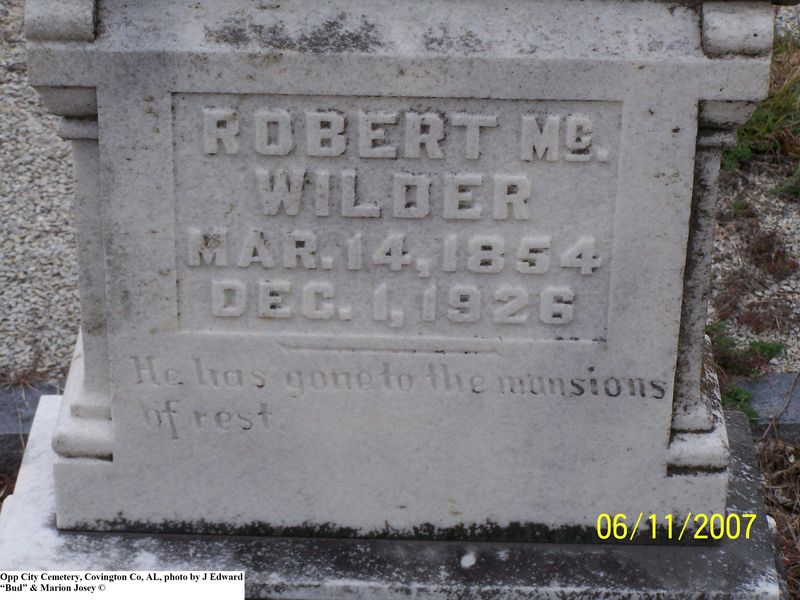 ROBERT Mc.
WILDER
MAR. 14, 1854
DEC. 1, 1926
He has gone to the mansions
of rest
06/11/2007
Opp City Cemetery, Covington Co, AL, photo by J Edward
“Bud” & Marion Josey ©